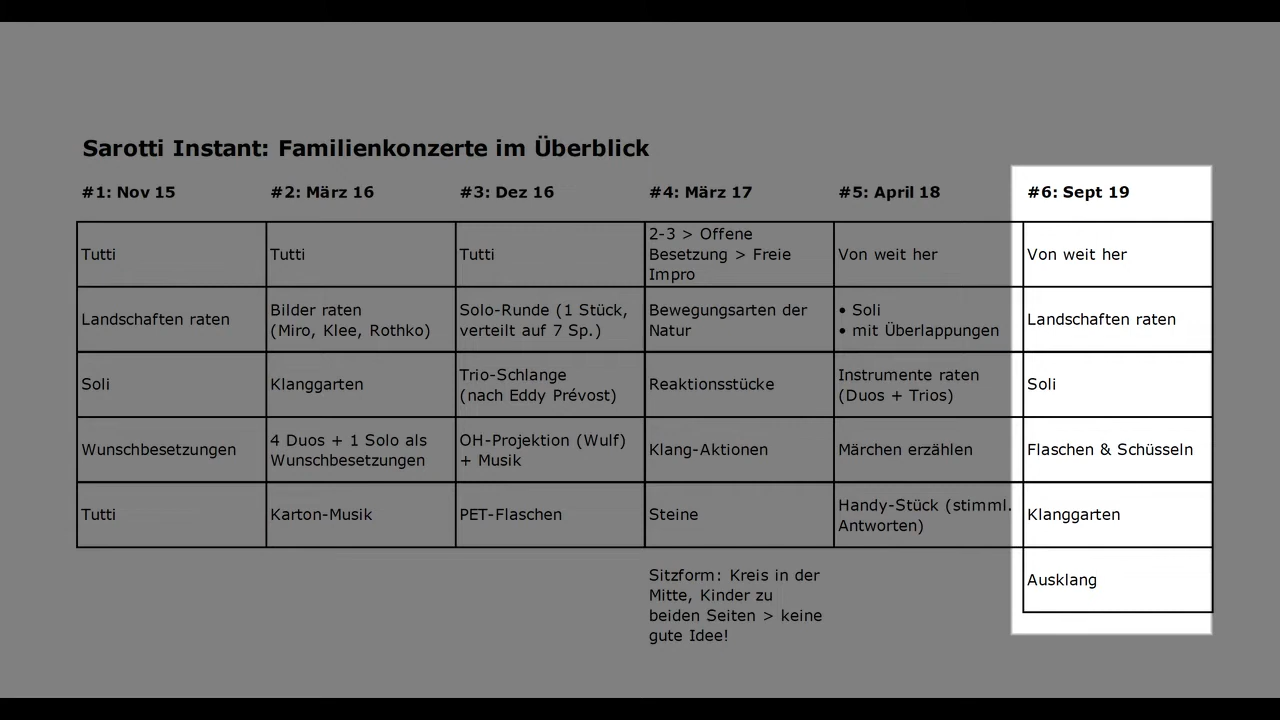 Sarotti Instant: Familienkonzerte im Überblick
#1: Nov 15
#2: März 16
#3: Dez 16
#4: März 17
#5: April 18
#6: Sept 19
Tutti
Tutti
Tutti
2-3 > Offene
Besetzung > Freie
Impro
Von weit her
Von weit her
Landschaften raten
Bilder raten
(Miro, Klee, Rothko)
Solo-Runde (1 Stück,
verteilt auf 7 Sp.)
Bewegungsarten der
Natur
• Soli
• mit Überlappungen
Landschaften raten
Soli
Klanggarten
Trio-Schlange
(nach Eddy Prévost)
Reaktionsstücke
Instrumente raten
(Duos + Trios)
Soli
Wunschbesetzungen
4 Duos + 1 Solo als
Wunschbesetzungen
OH-Projektion (Wulf)
+ Musik
Klang-Aktionen
Märchen erzählen
Flaschen & Schüsseln
Tutti
Karton-Musik
PET-Flaschen
Steine
Handy-Stück (stimml.
Antworten)
Klanggarten
Ausklang
Sitzform: Kreis in der
Mitte, Kinder zu
beiden Seiten > keine
gute Idee!